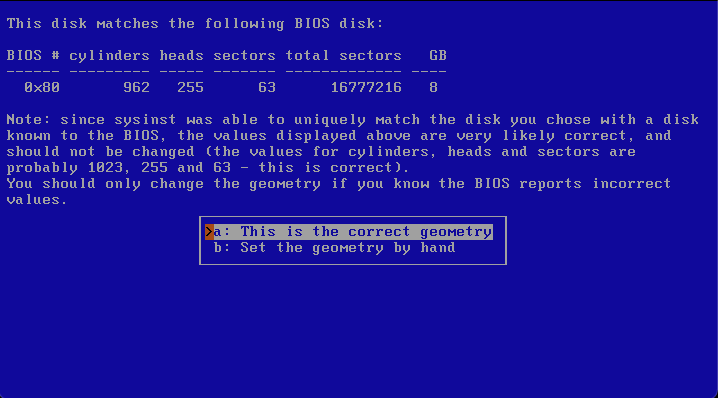 This disk matches the following BIOS disk:
BIOS # cylinders heads sectors total sectors GB
------ --------- ----- ------- ------------- ----
0x80 962 255 63 16777216 8
Note: since sysinst was able to uniquely match the disk you chose with a disk
known to the BIOS, the values displayed above are very likely correct, and
should not be changed (the values for cylinders, heads and sectors are
probably 1023, 255 and 63 - this is correct).
You should only change the geometry if you know the BIOS reports incorrect
values.
>a: This is the correct geometry
b: Set the geometry by hand